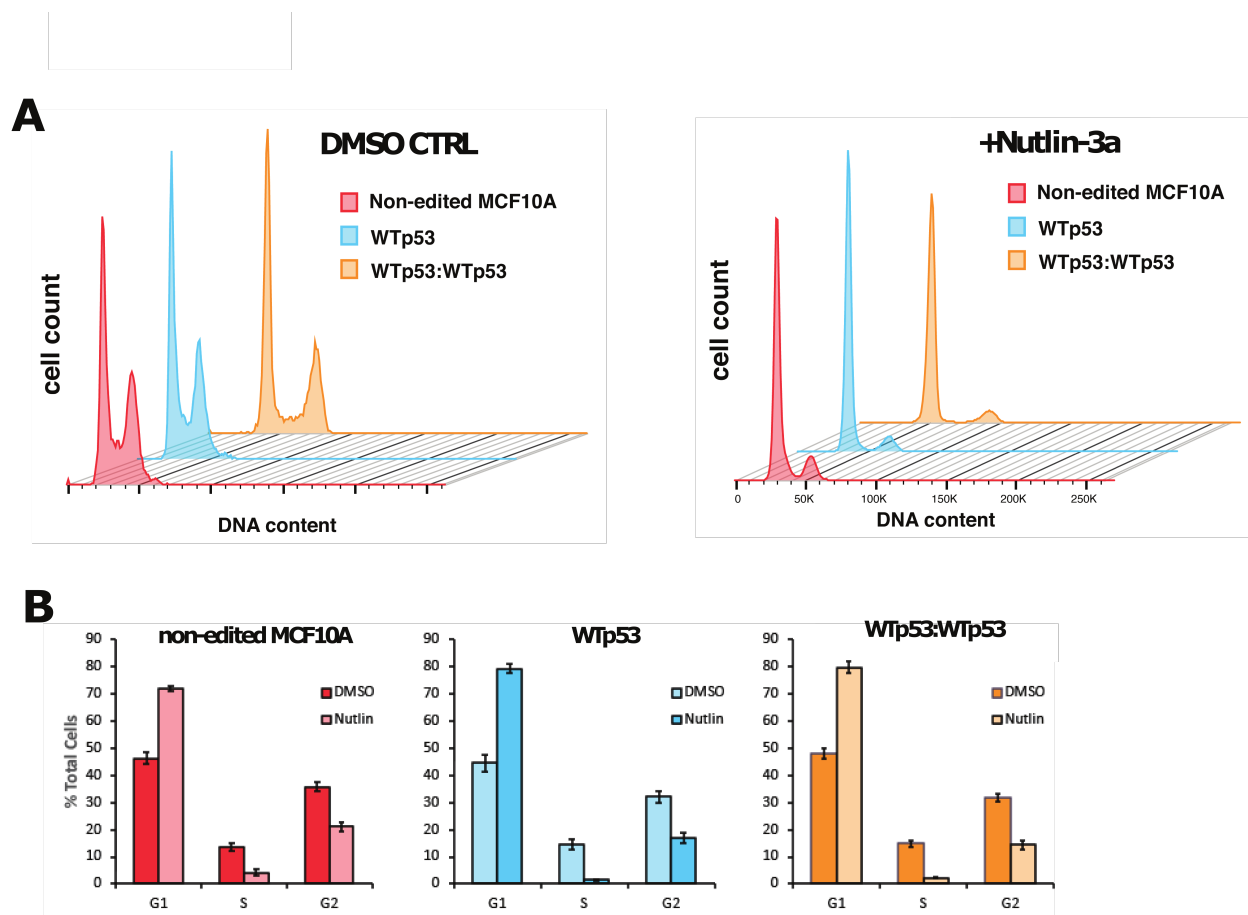 A
DMSO CTRL
Non-edited MCF10A
WTp53
WTp53:WTp53
cell count
DNA content
+Nutlin-3a
Non-edited MCF10A
WTp53
WTp53:WTp53
cell count
0 50K 100K 150K 200K 250K
DNA content
B
non-edited MCF10A
90
80
70
60
50
40
30
20
10
0
% Total Cells
DMSO
Nutlin
G1 S G2
WTp53
90
80
70
60
50
40
30
20
10
0
DMSO
Nutlin
G1 S G2
WTp53:WTp53
90
80
70
60
50
40
30
20
10
0
DMSO
Nutlin
G1 S G2